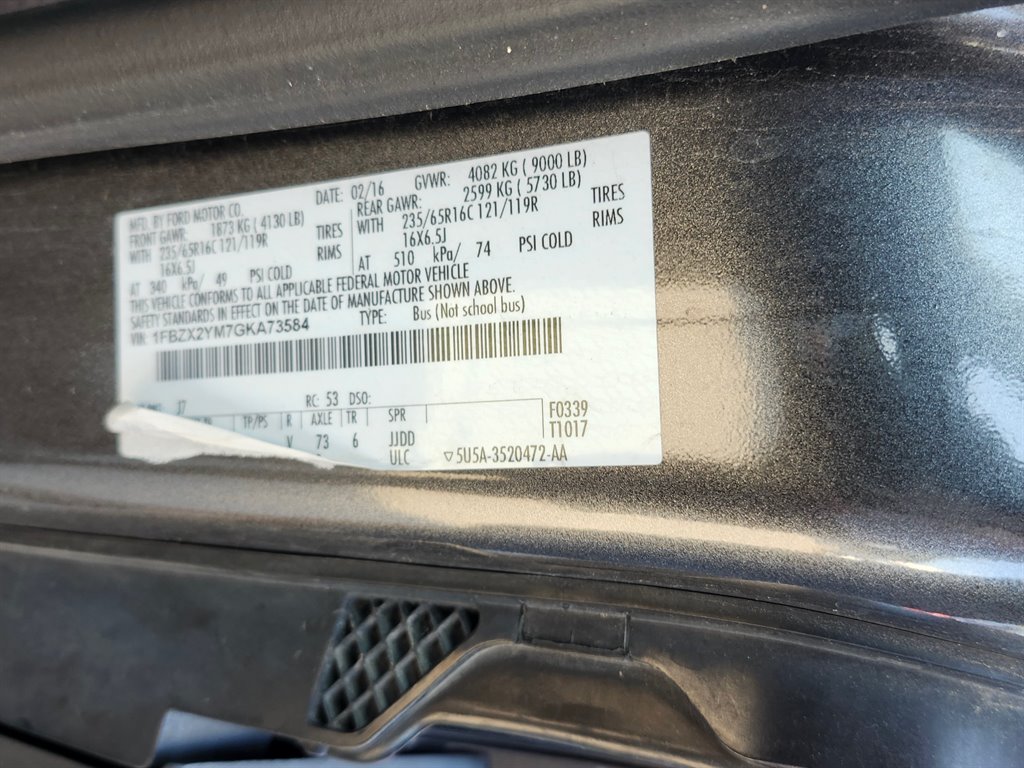 MFD. BY FORD MOTOR CO. DATE: 02/16 GVWR: 4082 KG ( 9000 LB)
FRONT GAWR: 1873 KG ( 4130 LB) REAR GAWR: 2599 KG ( 5730 LB)
WITH 235/65R16C 121/119R TIRES WITH 235/65R16C 121/119R TIRES
16X6.5J RIMS 16X6.5J RIMS
AT 340 kPa/ 49 PSI COLD AT 510 kPa/ 74 PSI COLD
THIS VEHICLE CONFORMS TO ALL APPLICABLE FEDERAL MOTOR VEHICLE
SAFETY STANDARDS IN EFFECT ON THE DATE OF MANUFACTURE SHOWN ABOVE.
VIN: 1FBZX2YM7GKA73584 TYPE: Bus (Not school bus)
J7 RC: 53 DSO:
TP/PS R AXLE TR SPR F0339
V 73 6 JJDD T1017
ULC ▽5U5A-3520472-AA